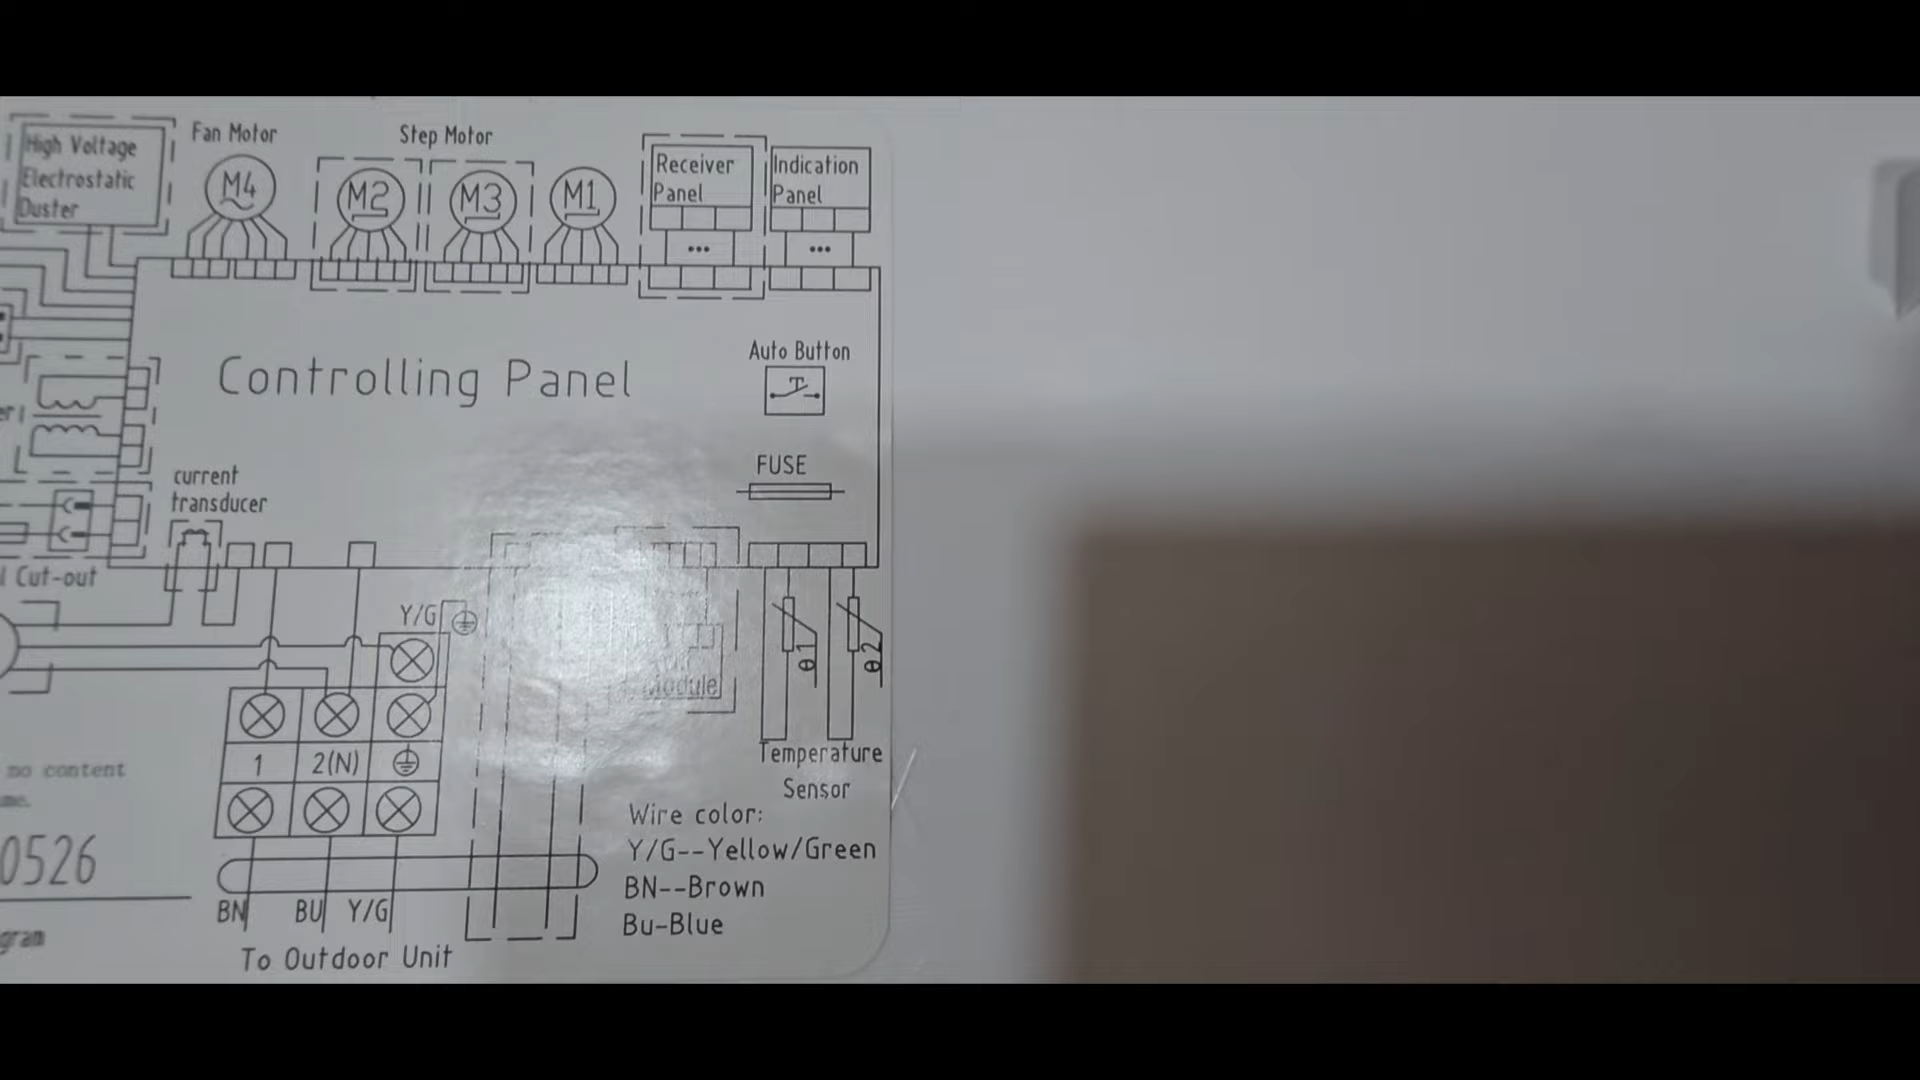 High Voltage
Electrostatic
Duster
Fan Motor
M4
Step Motor
M2
M3
M1
Receiver
Panel
...
Indication
Panel
...
Controlling Panel
Auto Button
FUSE
current
transducer
Cut-out
Y/G
Module
θ1
θ2
Temperature
Sensor
1
2(N)
no content
0526
Wire color:
Y/G--Yellow/Green
BN--Brown
Bu-Blue
BN
BU
Y/G
To Outdoor Unit